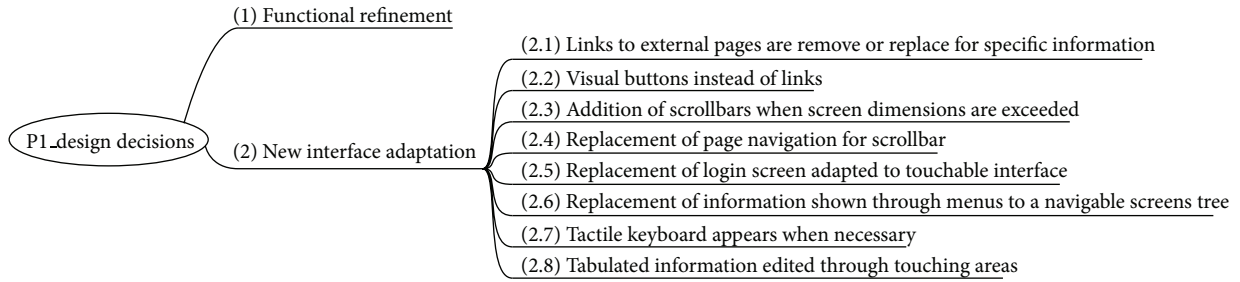 (1) Functional refinement
P1_design decisions
(2) New interface adaptation
(2.1) Links to external pages are remove or replace for specific information
(2.2) Visual buttons instead of links
(2.3) Addition of scrollbars when screen dimensions are exceeded
(2.4) Replacement of page navigation for scrollbar
(2.5) Replacement of login screen adapted to touchable interface
(2.6) Replacement of information shown through menus to a navigable screens tree
(2.7) Tactile keyboard appears when necessary
(2.8) Tabulated information edited through touching areas